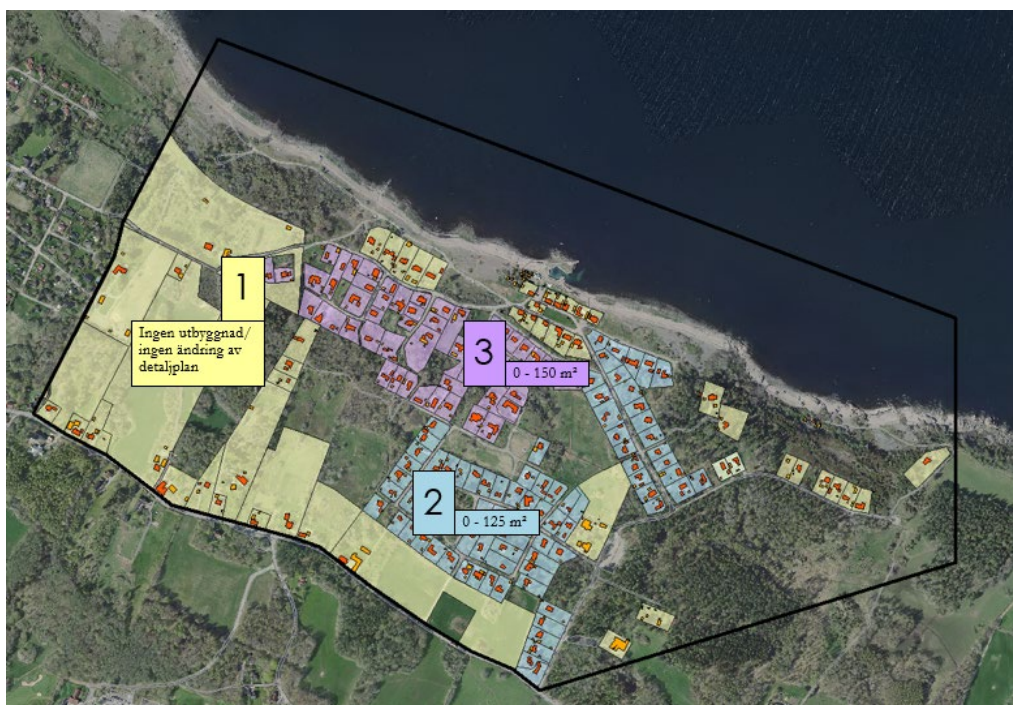 1
Ingen utbyggnad/
ingen ändring av
detaljplan
3
0 - 150 m²
2
0 - 125 m²